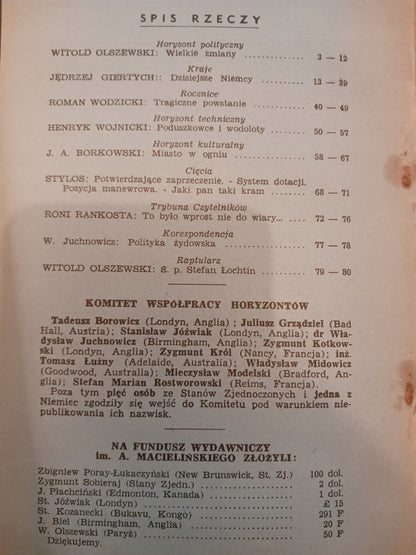 SPIS RZECZY
Horyzont polityczny
WITOLD OLSZEWSKI: Wielkie zmiany .............. 3 — 12
Kraje
JĘDRZEJ GIERTYCH:: Dzisiejsze Niemcy ............ 13 — 39
Rocznice
ROMAN WODZICKI: Tragiczne powstanie ............ 40 — 49
Horyzont techniczny
HENRYK WOJNICKI: Poduszkowce i wodoloty ........ 50 — 57
Horyzont kulturalny
J. A. BORKOWSKI: Miasto w ogniu ................ 58 — 67
Cięcia
STYLOS: Potwierdzające zaprzeczenie. - System dotacji.
Pozycja manewrowa. - Jaki pan taki kram ........ 68 — 71
Trybuna Czytelników
RONI RANKOSTA: To było wprost nie do wiary... .... 72 — 76
Korespondencja
W. Juchnowicz: Polityka żydowska ................ 77 — 78
Raptularz
WITOLD OLSZEWSKI: Ś. p. Stefan Łochtin .......... 79 — 80
KOMITET WSPÓŁPRACY HORYZONTÓW
Tadeusz Borowicz (Londyn, Anglia) ; Juliusz Grządziel (Bad
Hall, Austria) ; Stanisław Jóźwiak (Londyn, Anglia); dr Wła-
dysław Juchnowicz (Birmingham, Anglia) ; Zygmunt Kotkow-
ski (Londyn, Anglia) ; Zygmunt Król (Nancy, Francja) ; inż.
Tomasz Łużny (Adelaide, Australia) ; Władysław Midowicz
(Goodwood, Australia) ; Mieczysław Modelski (Bradford, An-
glia) ; Stefan Marian Rostworowski (Reims, Francja).
Poza tym pięć osób ze Stanów Zjednoczonych i jedna z
Niemiec zgodziły się wejść do Komitetu pod warunkiem nie-
publikowania ich nazwisk.
NA FUNDUSZ WYDAWNICZY
im. A. MACIELIŃSKIEGO ZŁOŻYLI:
Zbigniew Poray-Łukaczyński (New Brunswick, St. Zj.) 100 dol.
Zygmunt Sobieraj (Stany Zjedn.) ................ 2 dol.
J. Płachciński (Edmonton, Kanada) .............. 1 dol.
St. Jóźwiak (Londyn) .......................... £ 15
St. Kozanecki (Bukavu, Kongo) .................. 291 F
J. Biel (Birmingham, Anglia) .................. 20 F
W. Olszewski (Paryż) .......................... 50 F
Dziękujemy.